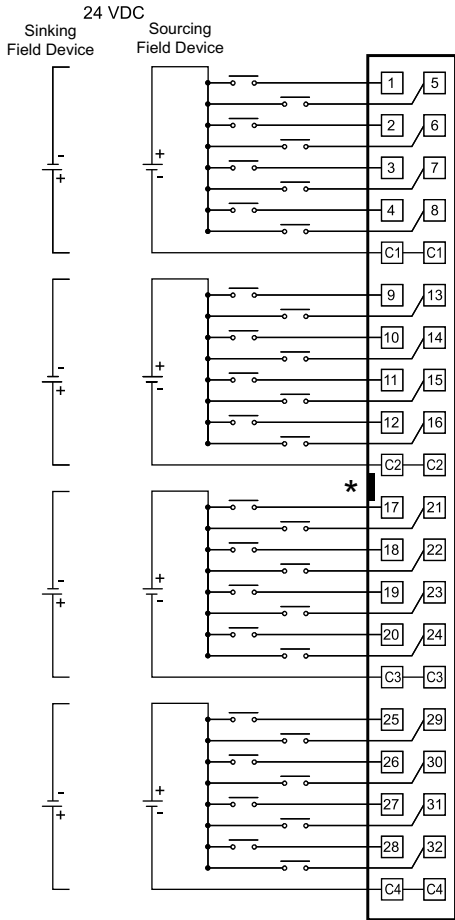 24 VDC
Sinking
Field Device
Sourcing
Field Device
- + + -
1 5
2 6
3 7
4 8
C1 C1
- + + -
9 13
10 14
11 15
12 16
C2 C2
*
- + + -
17 21
18 22
19 23
20 24
C3 C3
- + + -
25 29
26 30
27 31
28 32
C4 C4